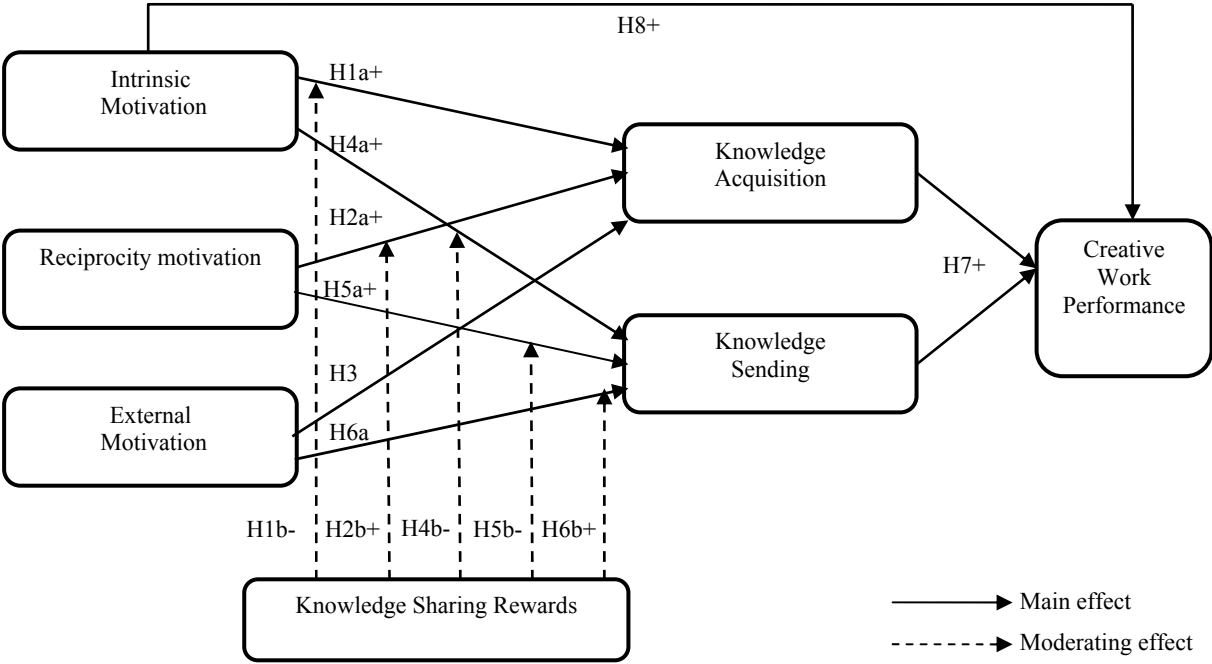 H8+
Intrinsic
Motivation
H1a+
H4a+
Knowledge
Acquisition
H2a+
Reciprocity motivation
H5a+
H7+
Creative
Work
Performance
Knowledge
Sending
H3
External
Motivation
H6a
H1b-
H2b+
H4b-
H5b-
H6b+
Knowledge Sharing Rewards
Main effect
Moderating effect